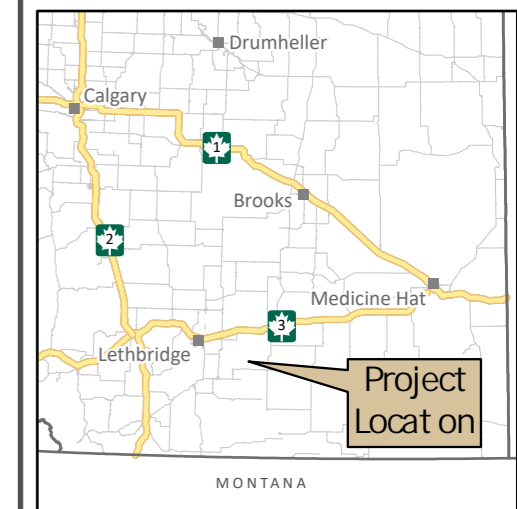 Drumheller
Calgary
1
Brooks
2
Medicine Hat
3
Lethbridge
Project
Locat on
MONTANA